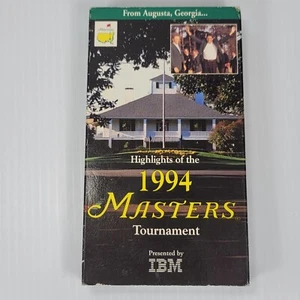 From Augusta, Georgia...
Highlights of the
1994
MASTERS
Tournament
Presented by
IBM